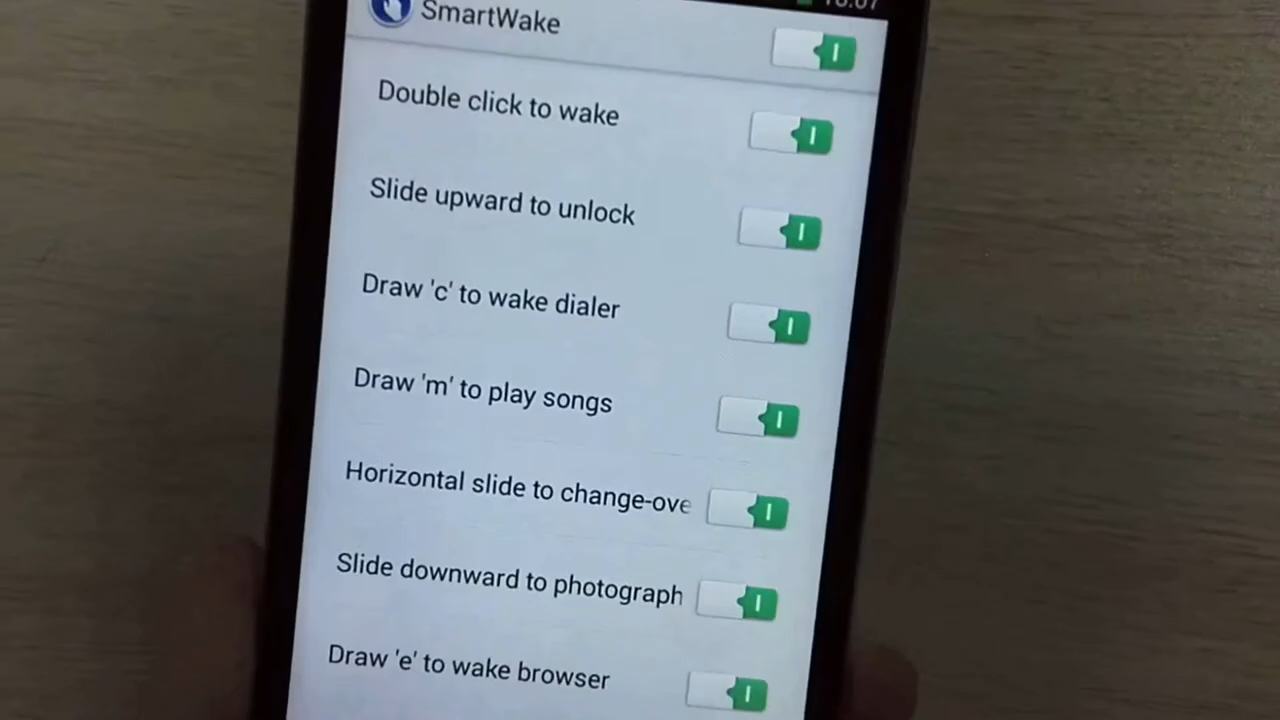 SmartWake
Double click to wake
Slide upward to unlock
Draw 'c' to wake dialer
Draw 'm' to play songs
Horizontal slide to change-ove
Slide downward to photograph
Draw 'e' to wake browser